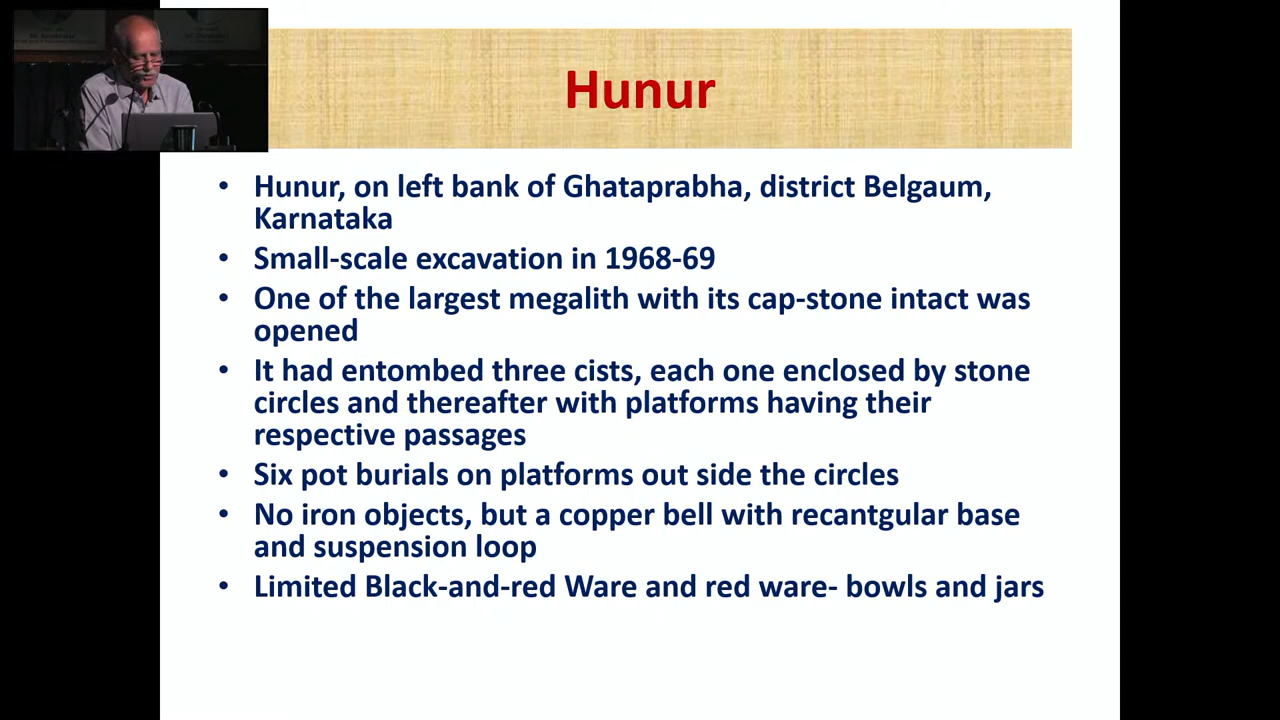 Hunur
• Hunur, on left bank of Ghataprabha, district Belgaum,
Karnataka
• Small-scale excavation in 1968-69
• One of the largest megalith with its cap-stone intact was
opened
• It had entombed three cists, each one enclosed by stone
circles and thereafter with platforms having their
respective passages
• Six pot burials on platforms out side the circles
• No iron objects, but a copper bell with recantgular base
and suspension loop
• Limited Black-and-red Ware and red ware- bowls and jars